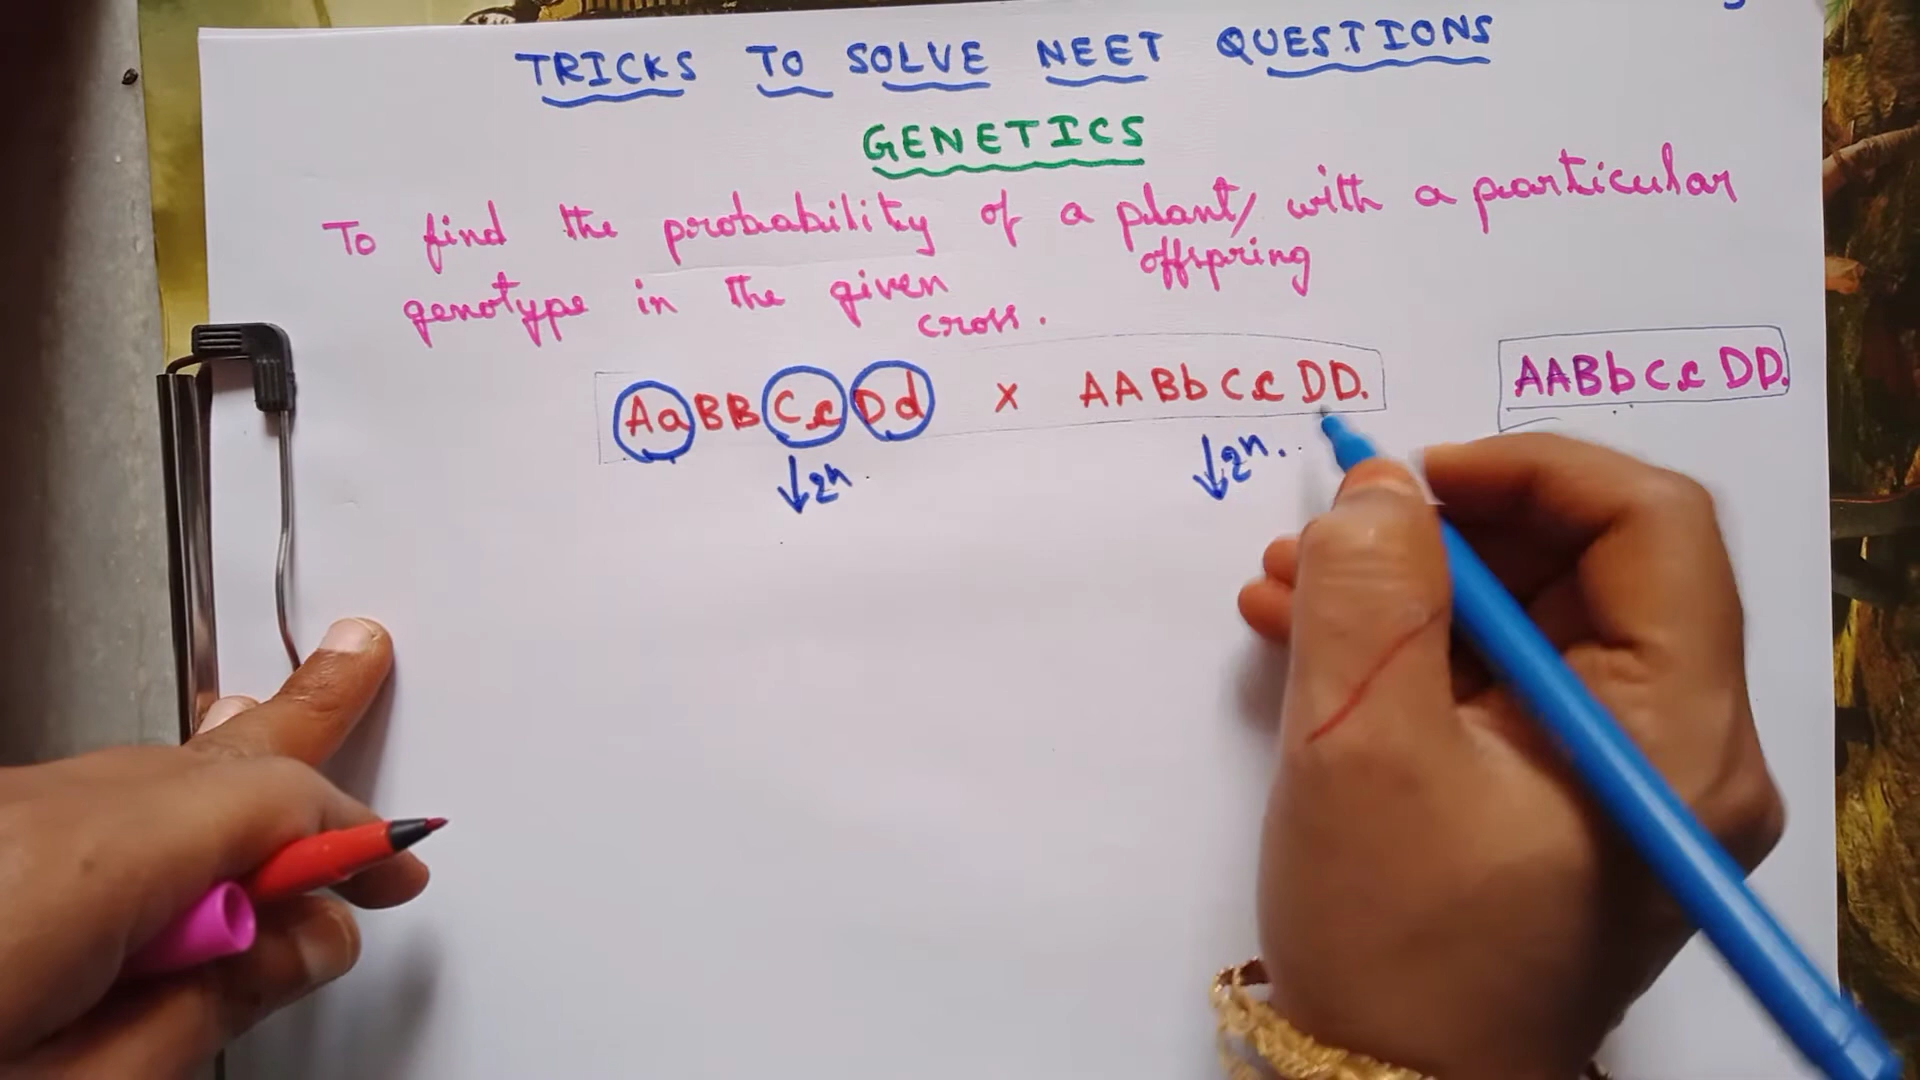 TRICKS TO SOLVE NEET QUESTIONS
GENETICS
To find the probability of a plant/ with a particular
offspring
genotype in the given
cross.
AaBBCcDd x AABbCcDD.
AABbCcDD.
↓2n ↓2n.